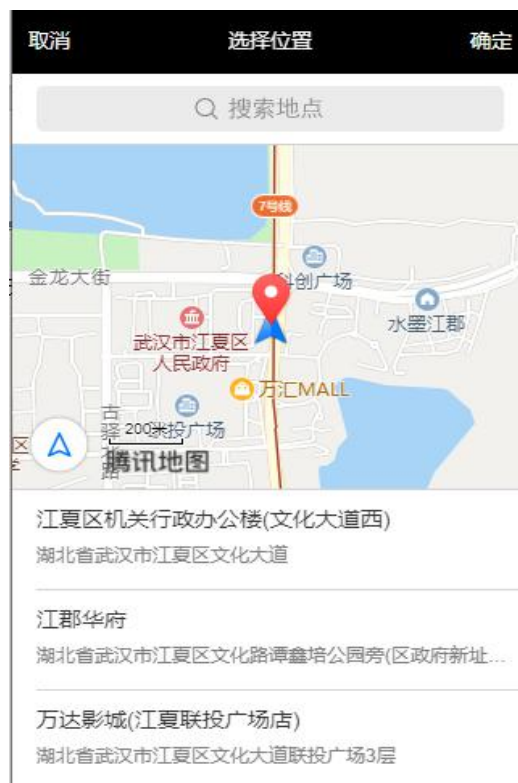 取消
选择位置
确定
搜索地点
7号线
金龙大街
科创广场
水墨江郡
武汉市江夏区
人民政府
万汇MALL
古驿
路
200米
投广场
区
腾讯地图
江夏区机关行政办公楼(文化大道西)
湖北省武汉市江夏区文化大道
江郡华府
湖北省武汉市江夏区文化路谭鑫培公园旁(区政府新址...
万达影城(江夏联投广场店)
湖北省武汉市江夏区文化大道联投广场3层